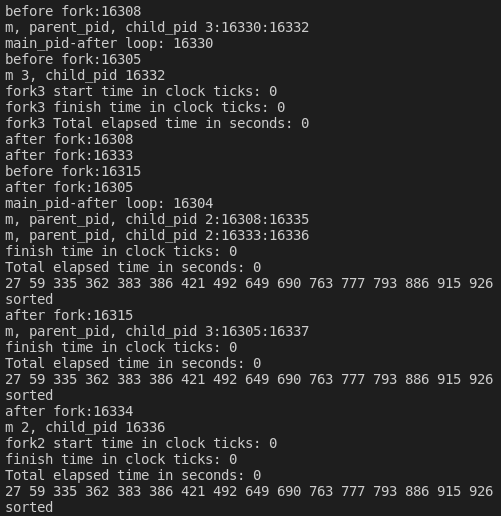 before fork:16308
m, parent_pid, child_pid 3:16330:16332
main_pid-after loop: 16330
before fork:16305
m 3, child_pid 16332
fork3 start time in clock ticks: 0
fork3 finish time in clock ticks: 0
fork3 Total elapsed time in seconds: 0
after fork:16308
after fork:16333
before fork:16315
after fork:16305
main_pid-after loop: 16304
m, parent_pid, child_pid 2:16308:16335
m, parent_pid, child_pid 2:16333:16336
finish time in clock ticks: 0
Total elapsed time in seconds: 0
27 59 335 362 383 386 421 492 649 690 763 777 793 886 915 926
sorted
after fork:16315
m, parent_pid, child_pid 3:16305:16337
finish time in clock ticks: 0
Total elapsed time in seconds: 0
27 59 335 362 383 386 421 492 649 690 763 777 793 886 915 926
sorted
after fork:16334
m 2, child_pid 16336
fork2 start time in clock ticks: 0
finish time in clock ticks: 0
Total elapsed time in seconds: 0
27 59 335 362 383 386 421 492 649 690 763 777 793 886 915 926
sorted